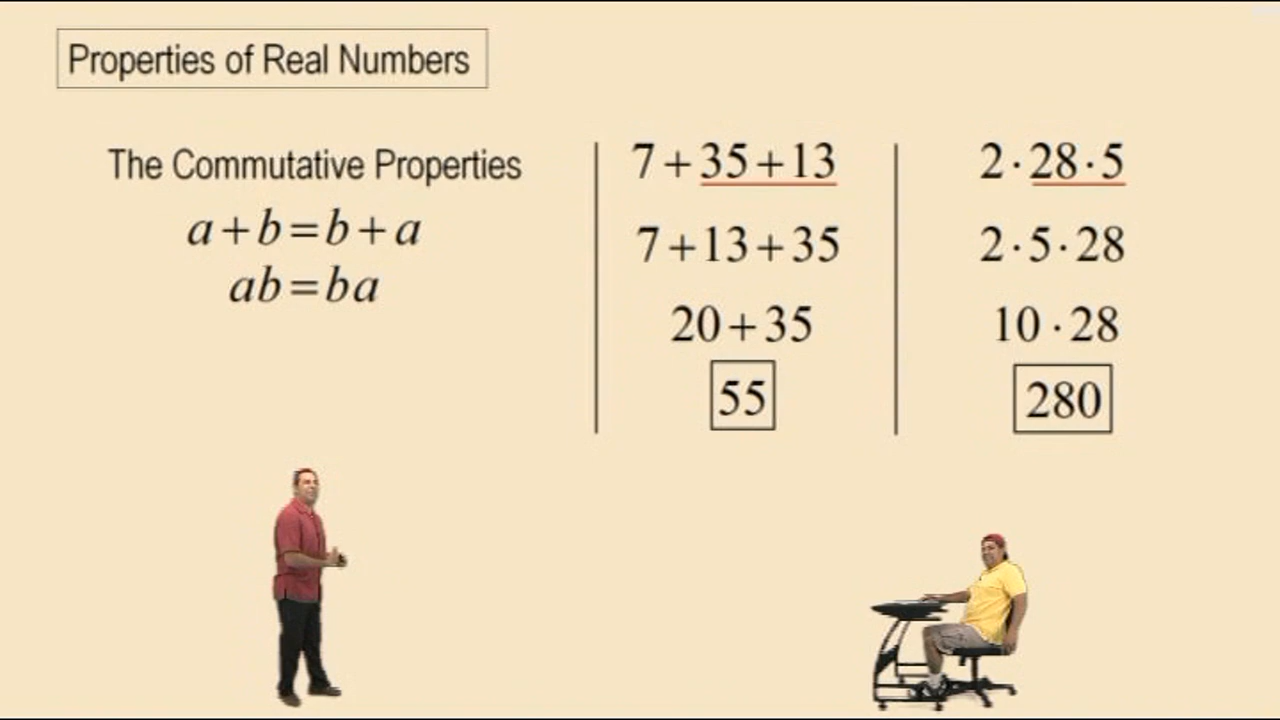 Properties of Real Numbers
The Commutative Properties
a+b=b+a
ab=ba
7+35+13
7+13+35
20+35
55
2·28·5
2·5·28
10·28
280